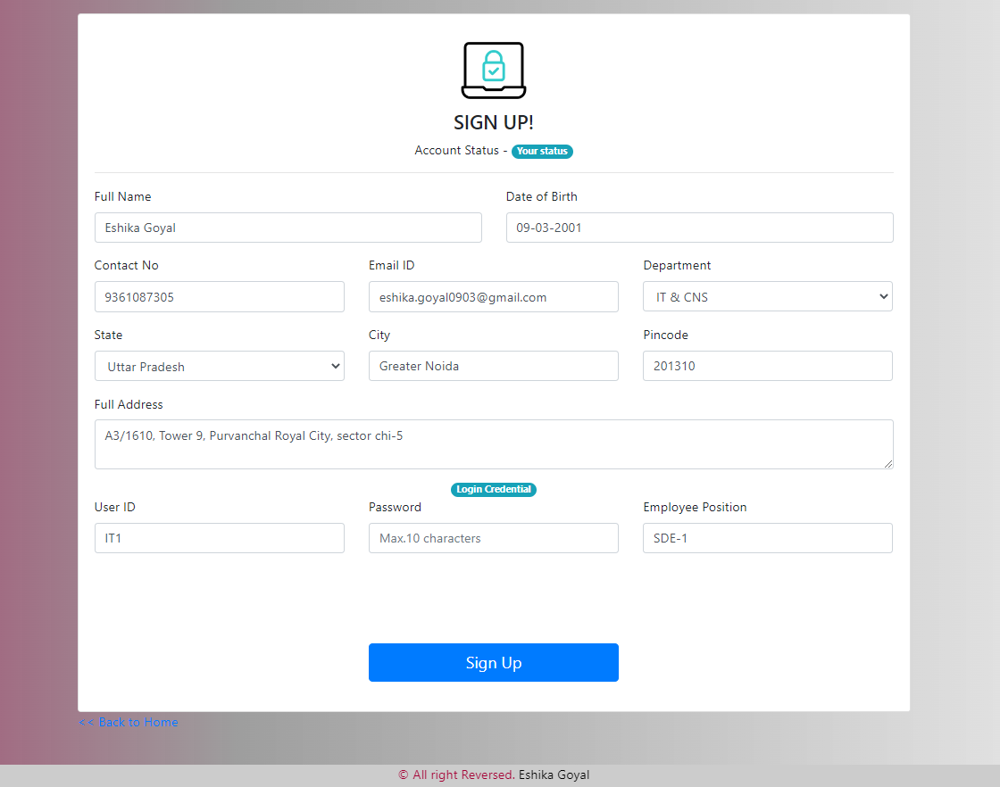 SIGN UP!
Account Status - Your status
Full Name Date of Birth
Eshika Goyal 09-03-2001
Contact No Email ID Department
9361087305 eshika.goyal0903@gmail.com IT & CNS
State City Pincode
Uttar Pradesh Greater Noida 201310
Full Address
A3/1610, Tower 9, Purvanchal Royal City, sector chi-5
Login Credential
User ID Password Employee Position
IT1 Max.10 characters SDE-1
Sign Up
<< Back to Home
© All right Reversed. Eshika Goyal